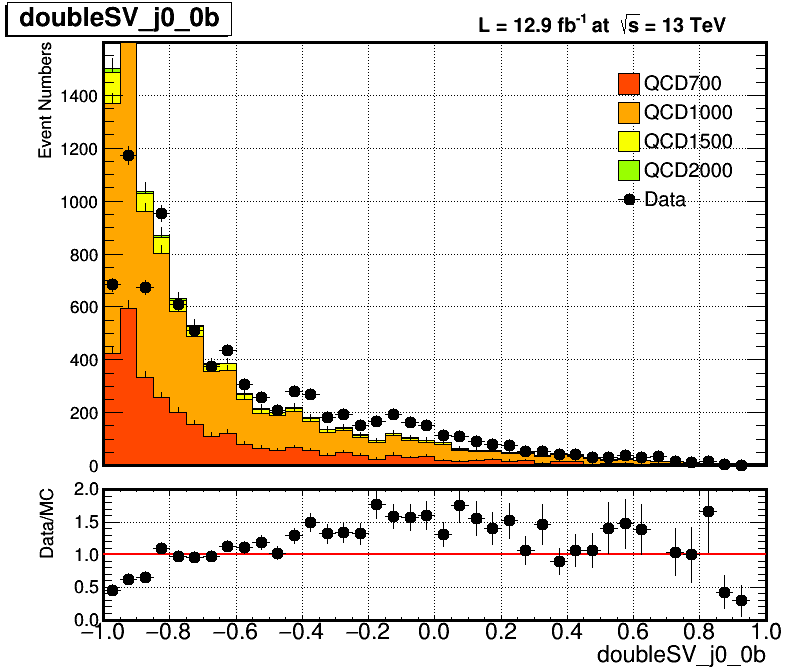 doubleSV_j0_0b
L = 12.9 fb⁻¹ at √s = 13 TeV
Event Numbers
1400
1200
1000
800
600
400
200
0
QCD700
QCD1000
QCD1500
QCD2000
Data
Data/MC
2.0
1.5
1.0
0.5
0.0
−1.0 −0.8 −0.6 −0.4 −0.2 0.0 0.2 0.4 0.6 0.8 1.0
doubleSV_j0_0b